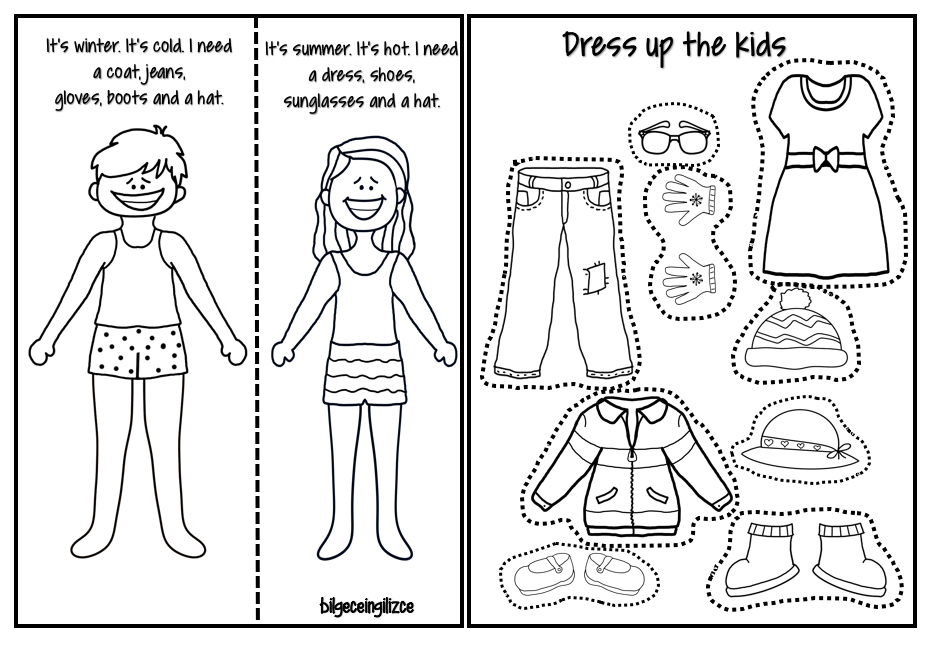 It's winter. It's cold. I need
a coat, jeans,
gloves, boots and a hat.
It's summer. It's hot. I need
a dress, shoes,
sunglasses and a hat.
bilgeceingilizce
Dress up the kids